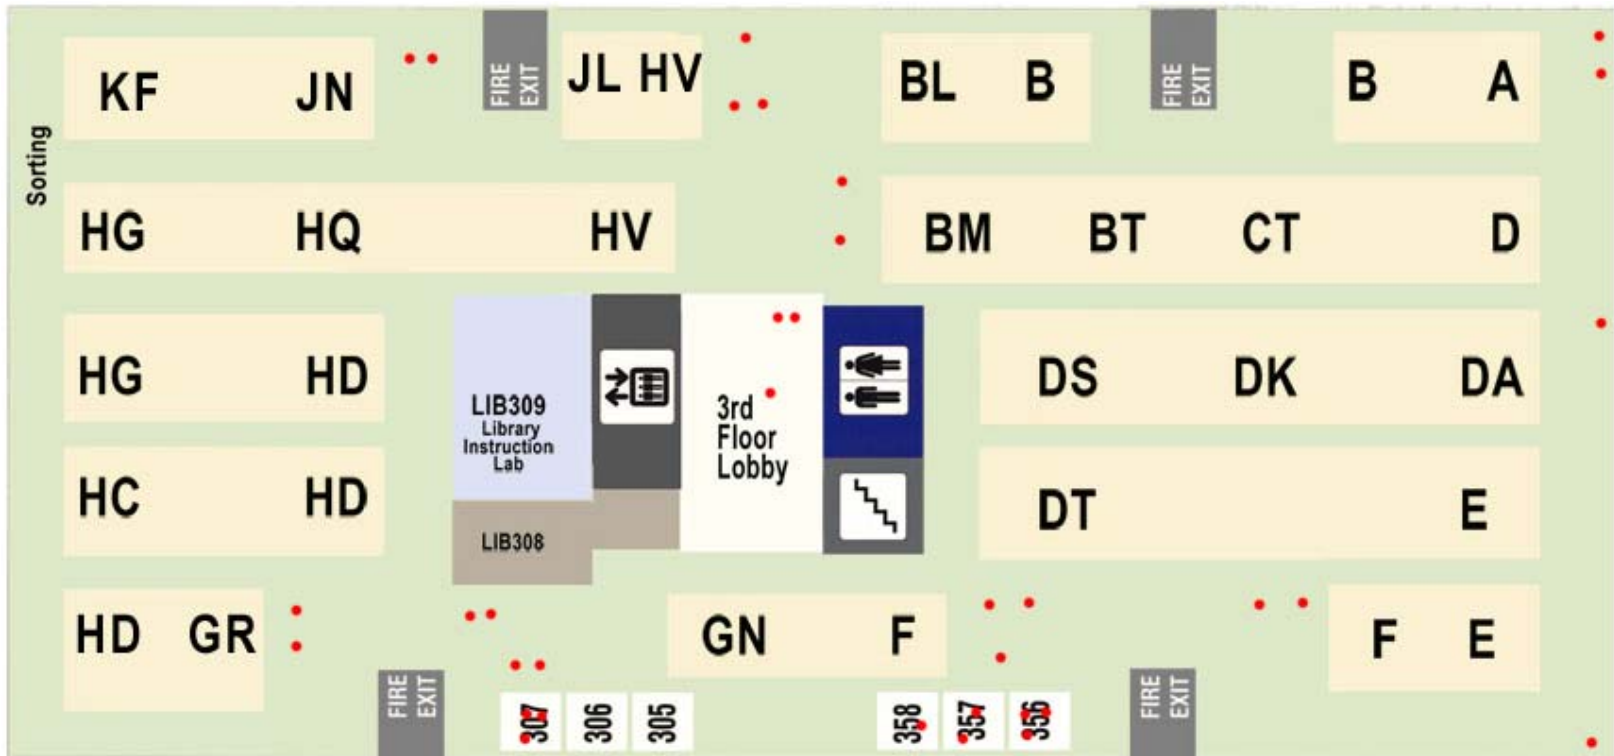 KF JN
FIRE
EXIT
JL HV
BL B
FIRE
EXIT
B A
Sorting
HG HQ HV
BM BT CT D
HG HD
LIB309
Library
Instruction
Lab
3rd
Floor
Lobby
DS DK DA
HC HD
LIB308
DT E
HD GR
GN F
F E
FIRE
EXIT
307
306
305
358
357
356
FIRE
EXIT